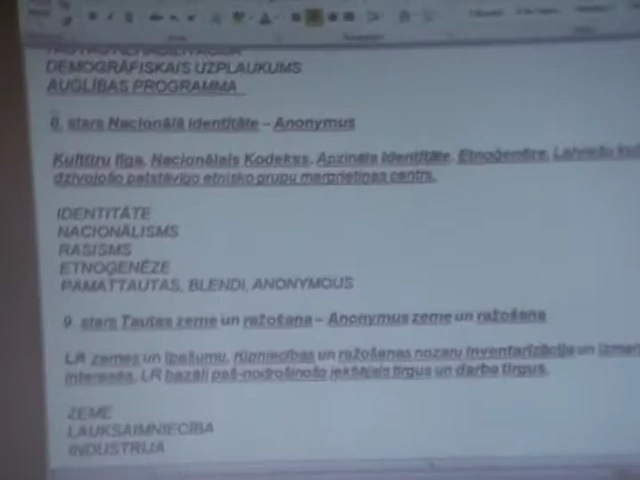 DEMOGRĀFISKAIS UZPLAUKUMS
AUGLĪBAS PROGRAMMA
8. stars Nacionālā Identitāte – Anonymus
Kultūru līga, Nacionālais Kodekss, Apzināta Identitāte, Etnoģenēze, Latviešu
dzīvojošo patstāvīgo etnisko grupu centrs.
IDENTITĀTE
NACIONĀLISMS
RASISMS
ETNOĢENĒZE
PAMATTAUTAS, BLENDI, ANONYMOUS
9. stars Tautas zeme un ražošana – Anonymus zeme un ražošana
LR zemes un īpašumu, rūpniecības un ražošanas nozaru inventarizācija un
interesēs, LR bāzēti paš-nodrošinošo iekšējais tirgus un darba tirgus.
ZEME
LAUKSAIMNIECĪBA
INDUSTRIJA